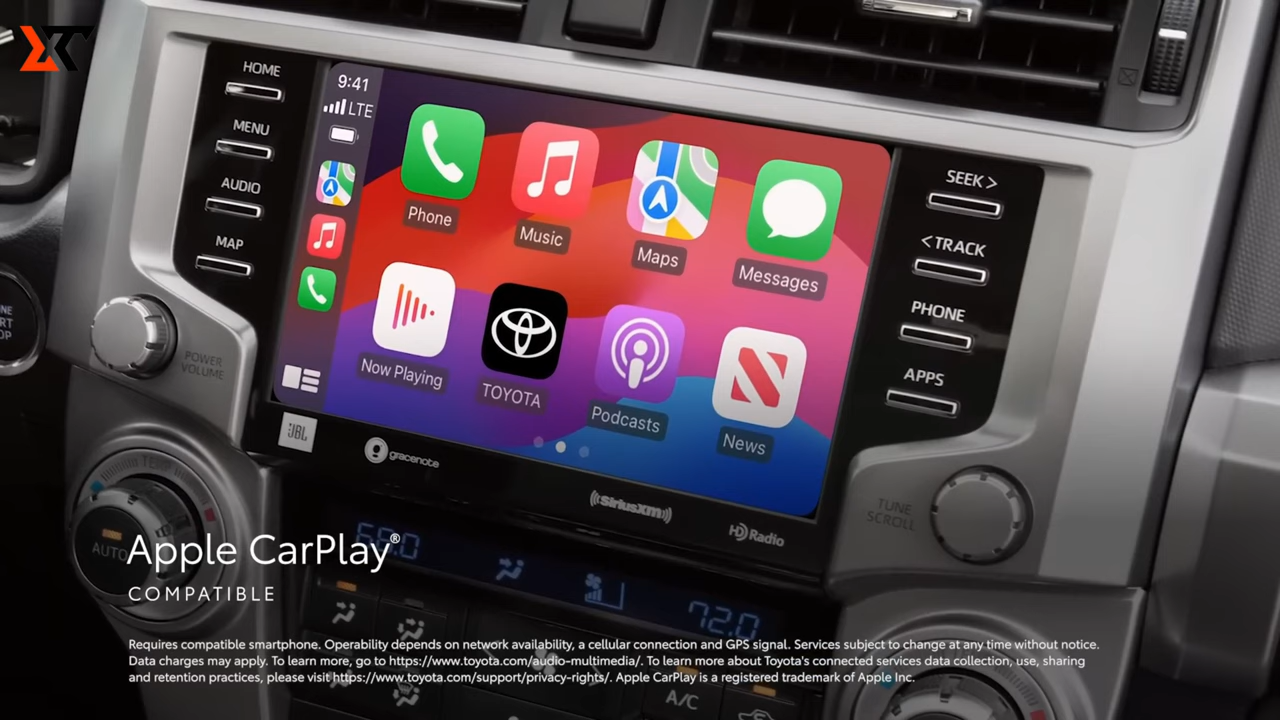 HOME
MENU
AUDIO
MAP
POWER
VOLUME
9:41
LTE
Phone
Music
Maps
Messages
Now Playing
TOYOTA
Podcasts
News
SEEK >
< TRACK
PHONE
APPS
TUNE
SCROLL
JBL
gracenote
((SiriusXM))
HD Radio
TEMP
AUTO
68.0
72.0
A/C
Apple CarPlay®
COMPATIBLE
Requires compatible smartphone. Operability depends on network availability, a cellular connection and GPS signal. Services subject to change at any time without notice.
Data charges may apply. To learn more, go to https://www.toyota.com/audio-multimedia/. To learn more about Toyota's connected services data collection, use, sharing
and retention practices, please visit https://www.toyota.com/support/privacy-rights/. Apple CarPlay is a registered trademark of Apple Inc.